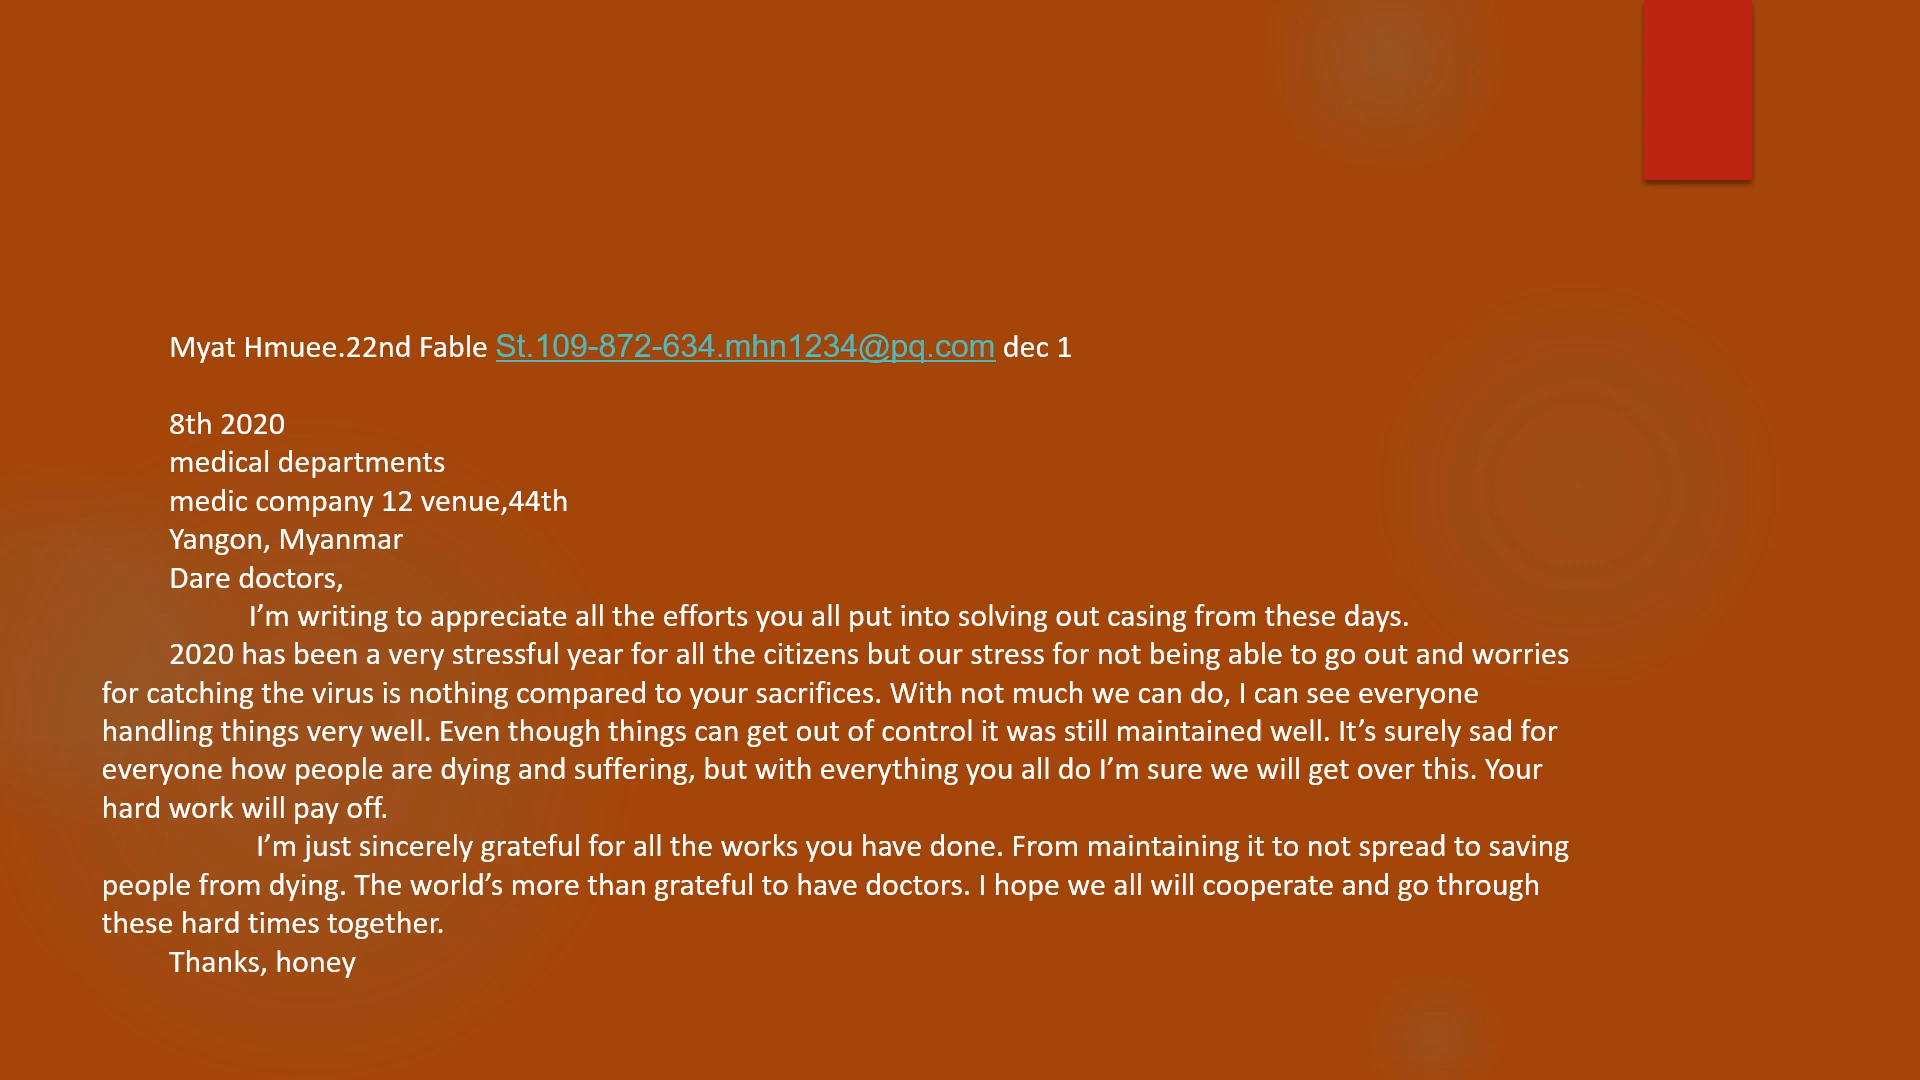 Myat Hmuee.22nd Fable St.109-872-634.mhn1234@pq.com dec 1
8th 2020
medical departments
medic company 12 venue,44th
Yangon, Myanmar
Dare doctors,
I’m writing to appreciate all the efforts you all put into solving out casing from these days.
2020 has been a very stressful year for all the citizens but our stress for not being able to go out and worries
for catching the virus is nothing compared to your sacrifices. With not much we can do, I can see everyone
handling things very well. Even though things can get out of control it was still maintained well. It’s surely sad for
everyone how people are dying and suffering, but with everything you all do I’m sure we will get over this. Your
hard work will pay off.
I’m just sincerely grateful for all the works you have done. From maintaining it to not spread to saving
people from dying. The world’s more than grateful to have doctors. I hope we all will cooperate and go through
these hard times together.
Thanks, honey